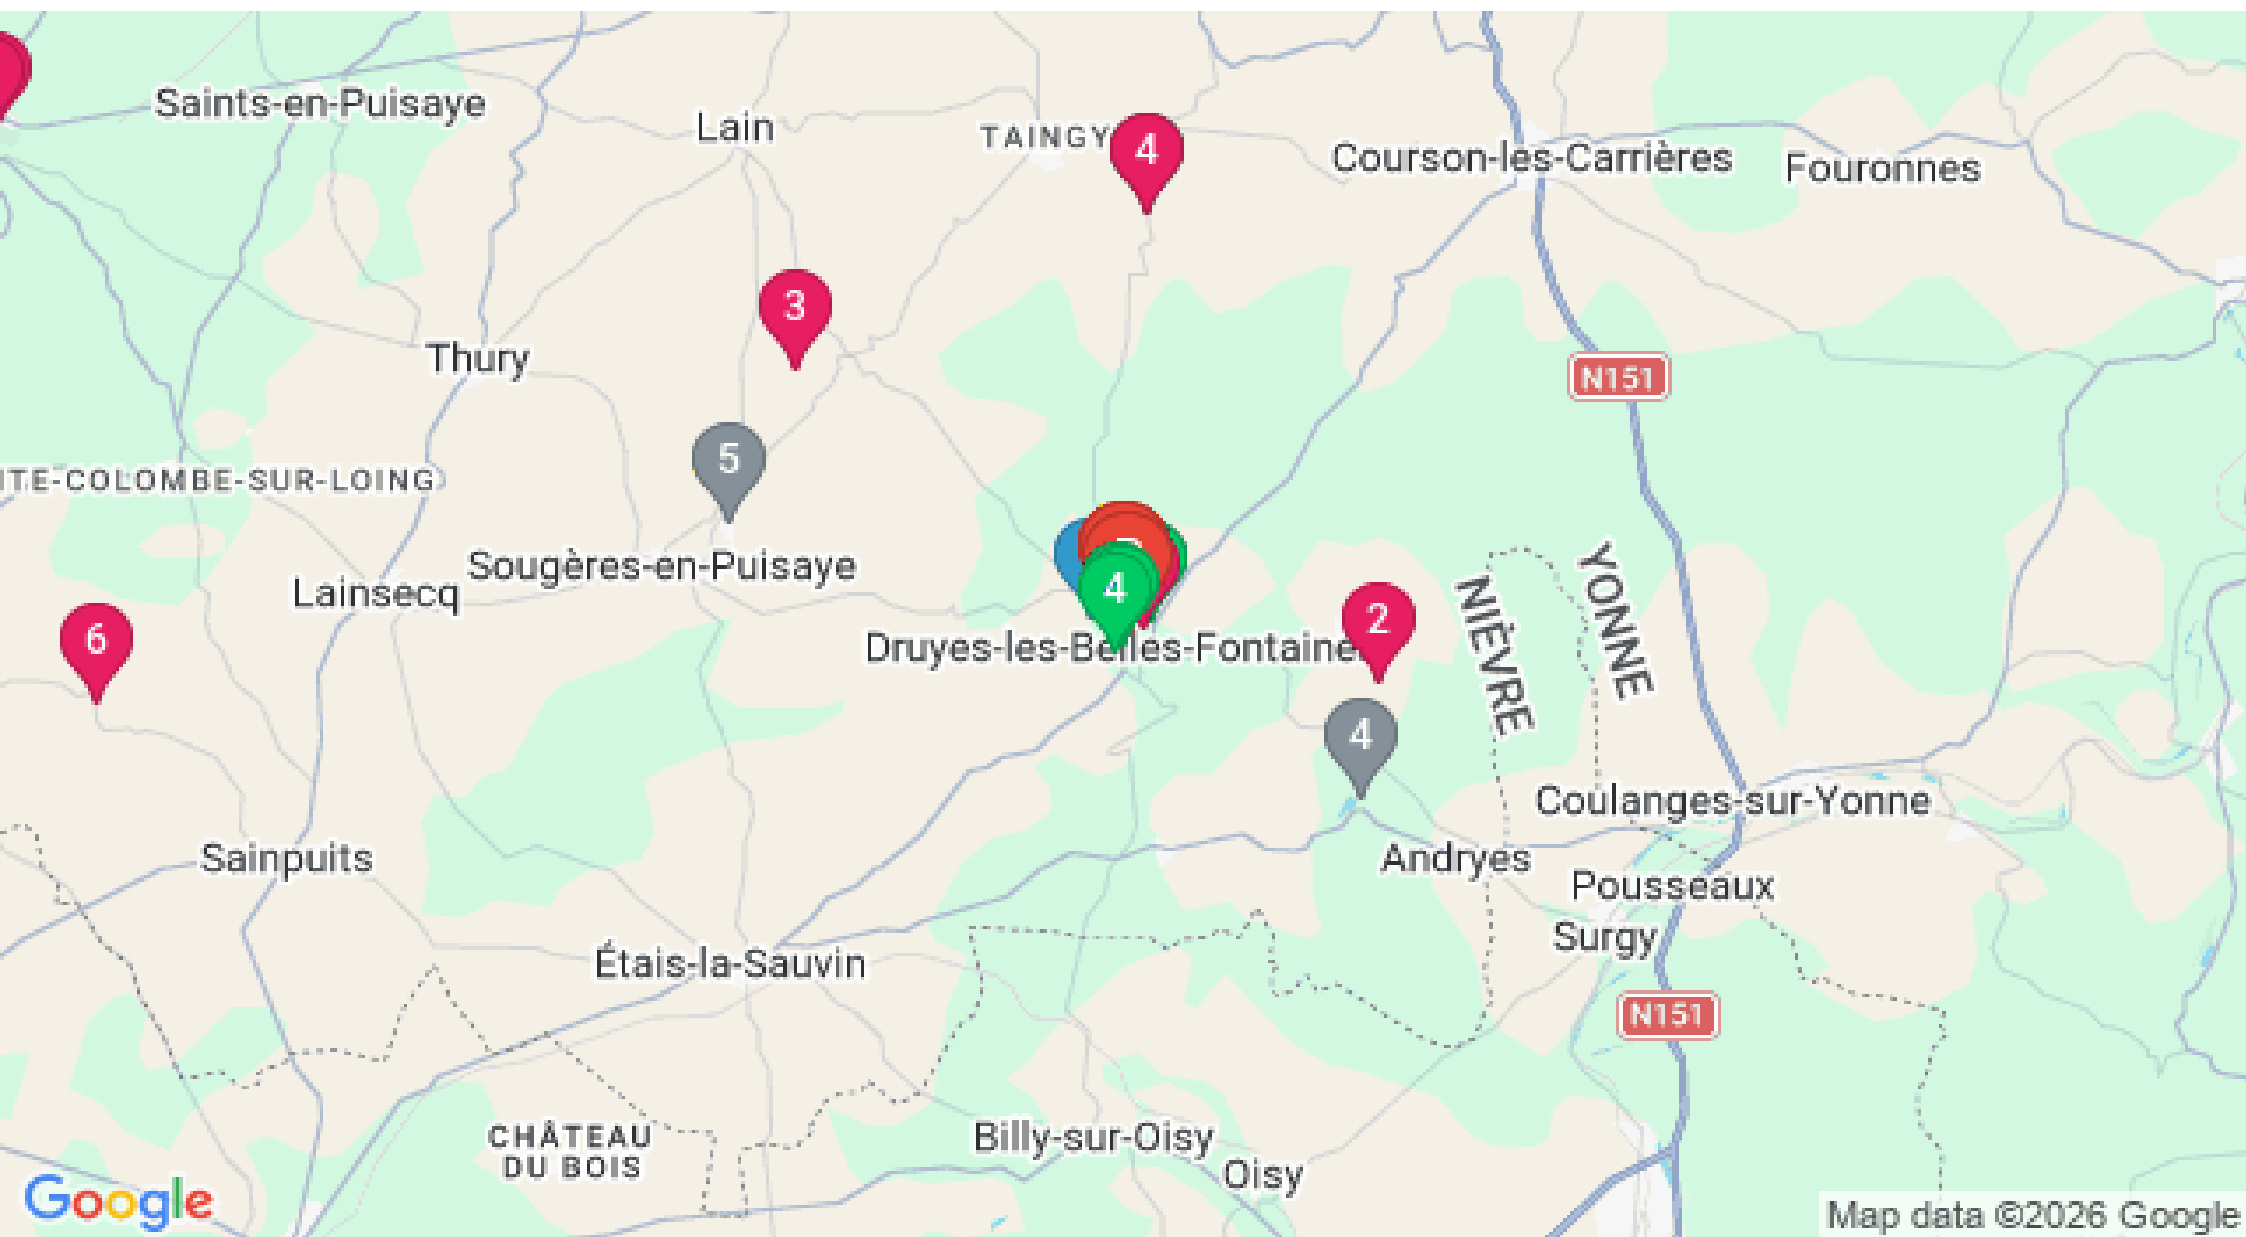 Saints-en-Puisaye
Lain
TAINGY
4
Courson-les-Carrières
Fouronnes
3
Thury
N151
5
ITE-COLOMBE-SUR-LOING
Sougères-en-Puisaye
Lainsecq
4
6
Druyes-les-Belles-Fontaine
2
NIÈVRE
YONNE
4
Coulanges-sur-Yonne
Sainpuits
Andryes
Pousseaux
Surgy
Étais-la-Sauvin
N151
CHÂTEAU
DU BOIS
Billy-sur-Oisy
Oisy
Google
Map data ©2026 Google